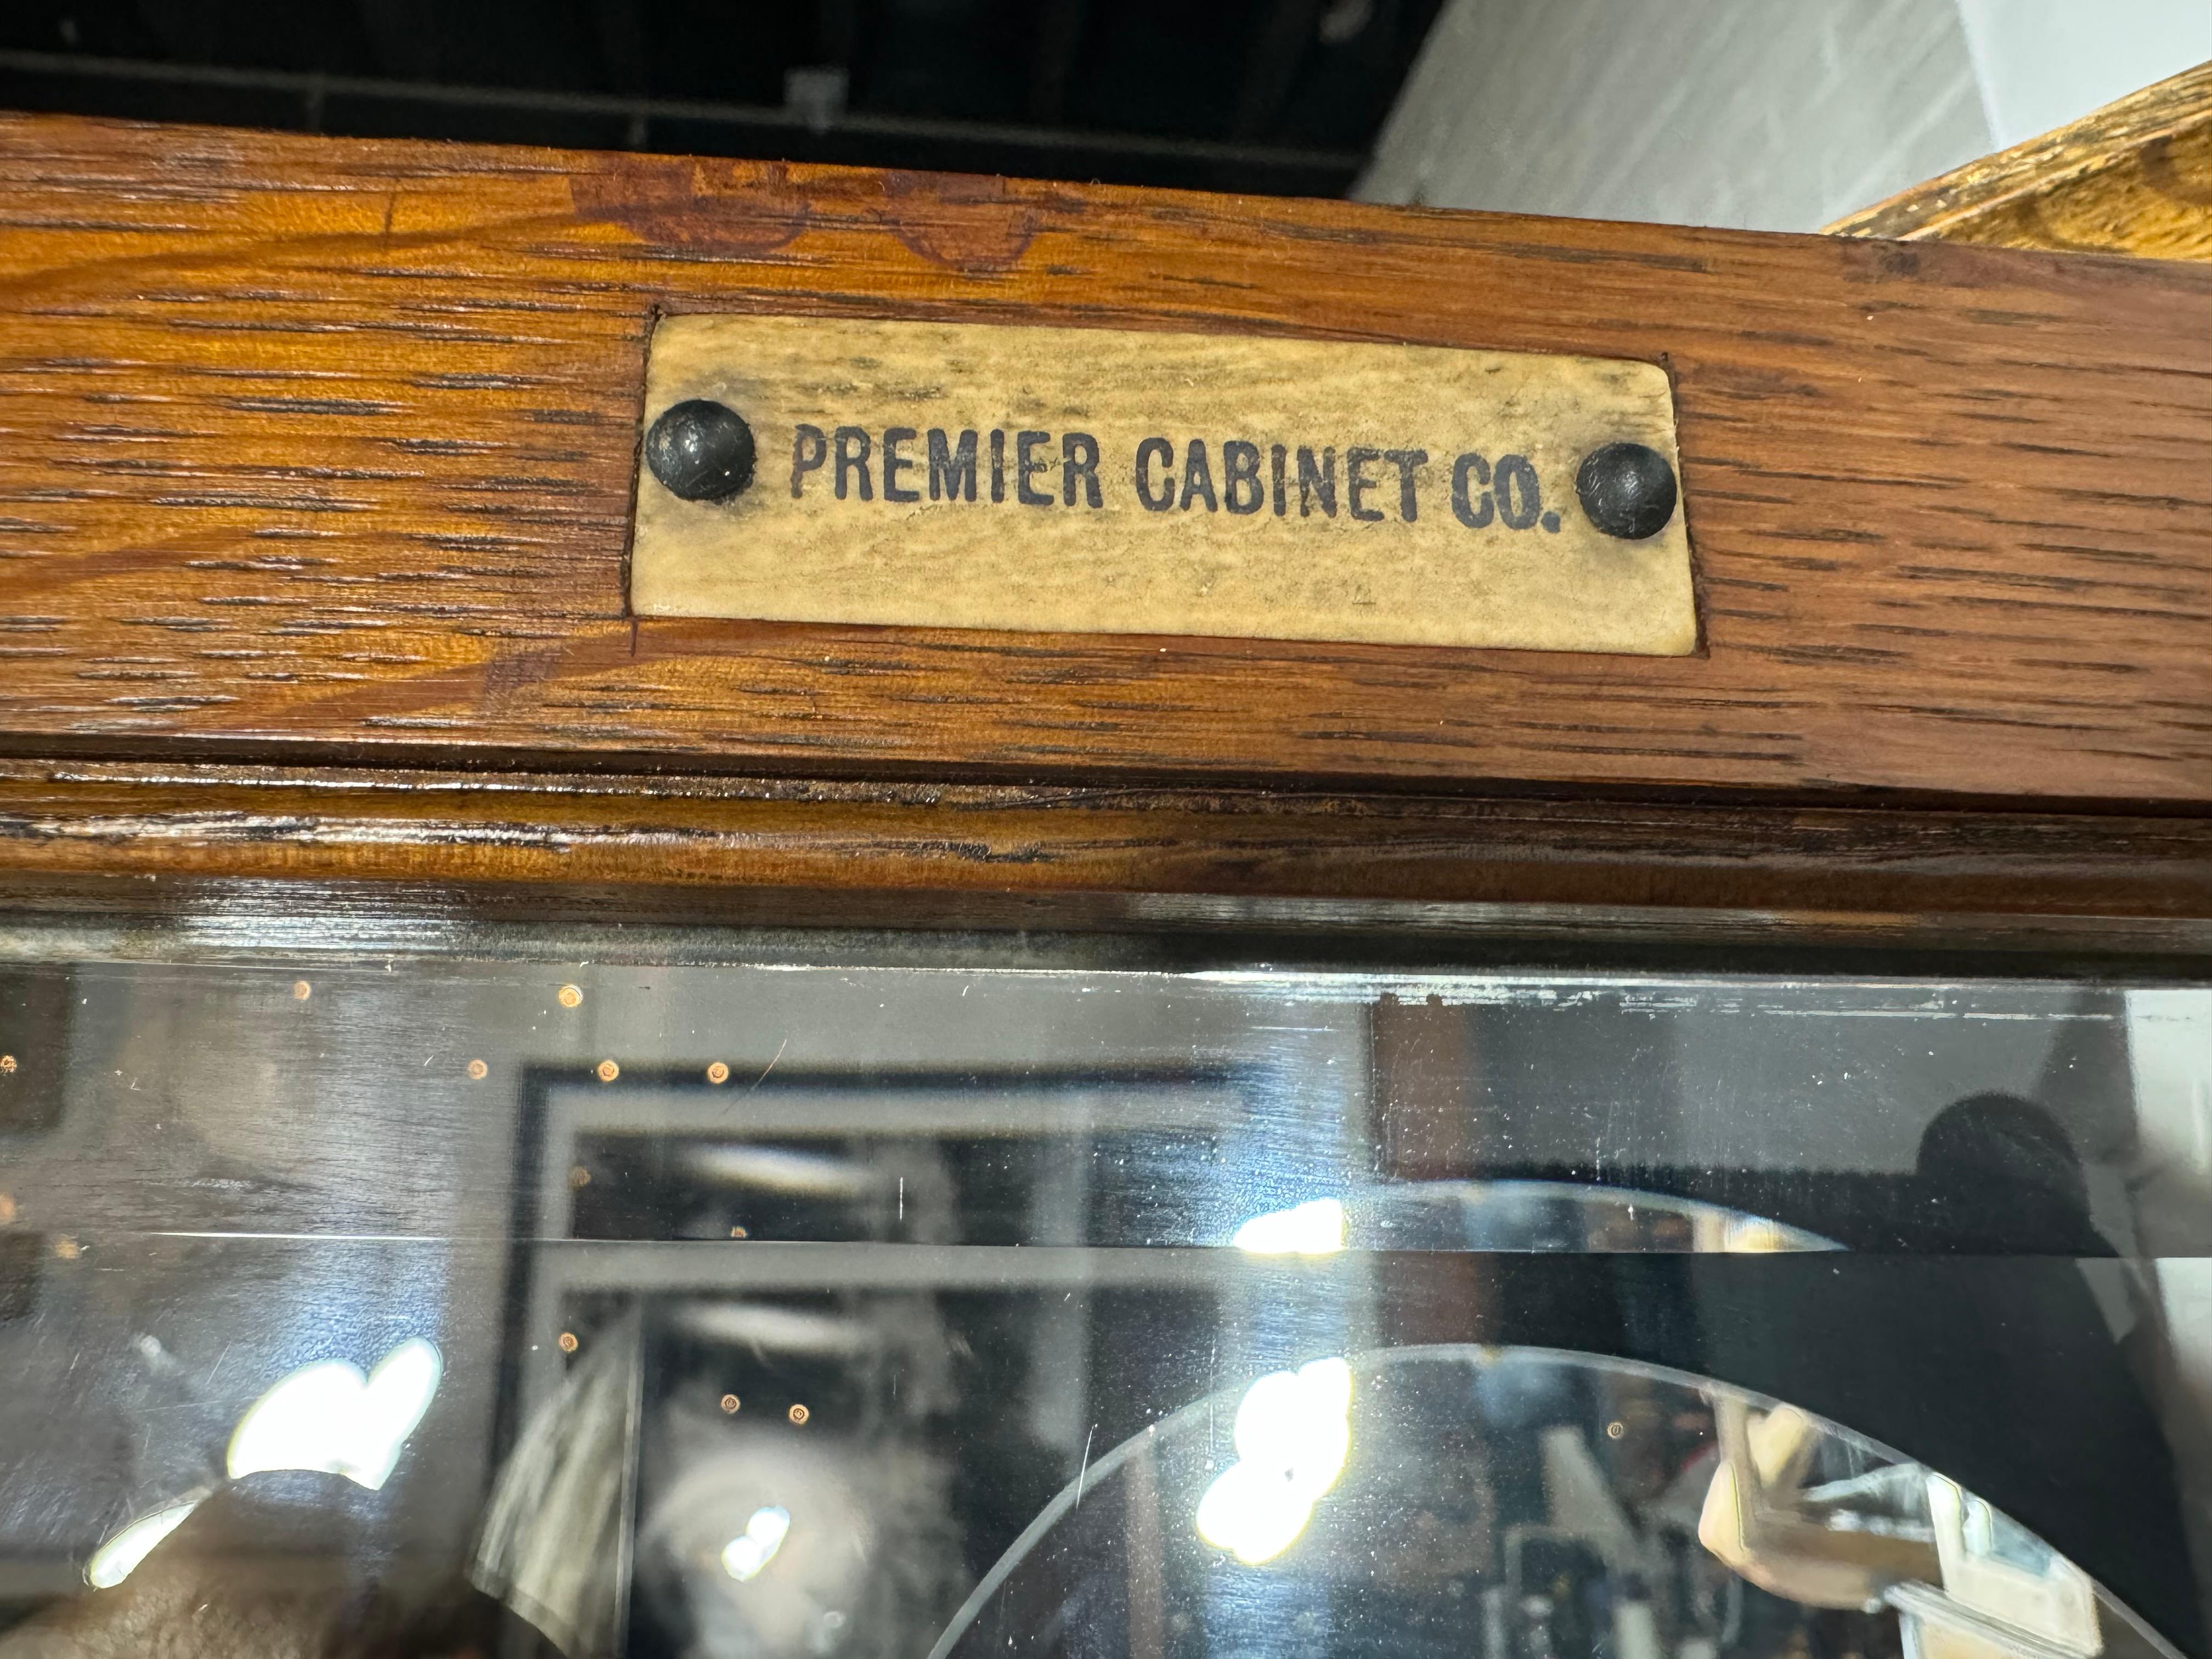 PREMIER CABINET CO.